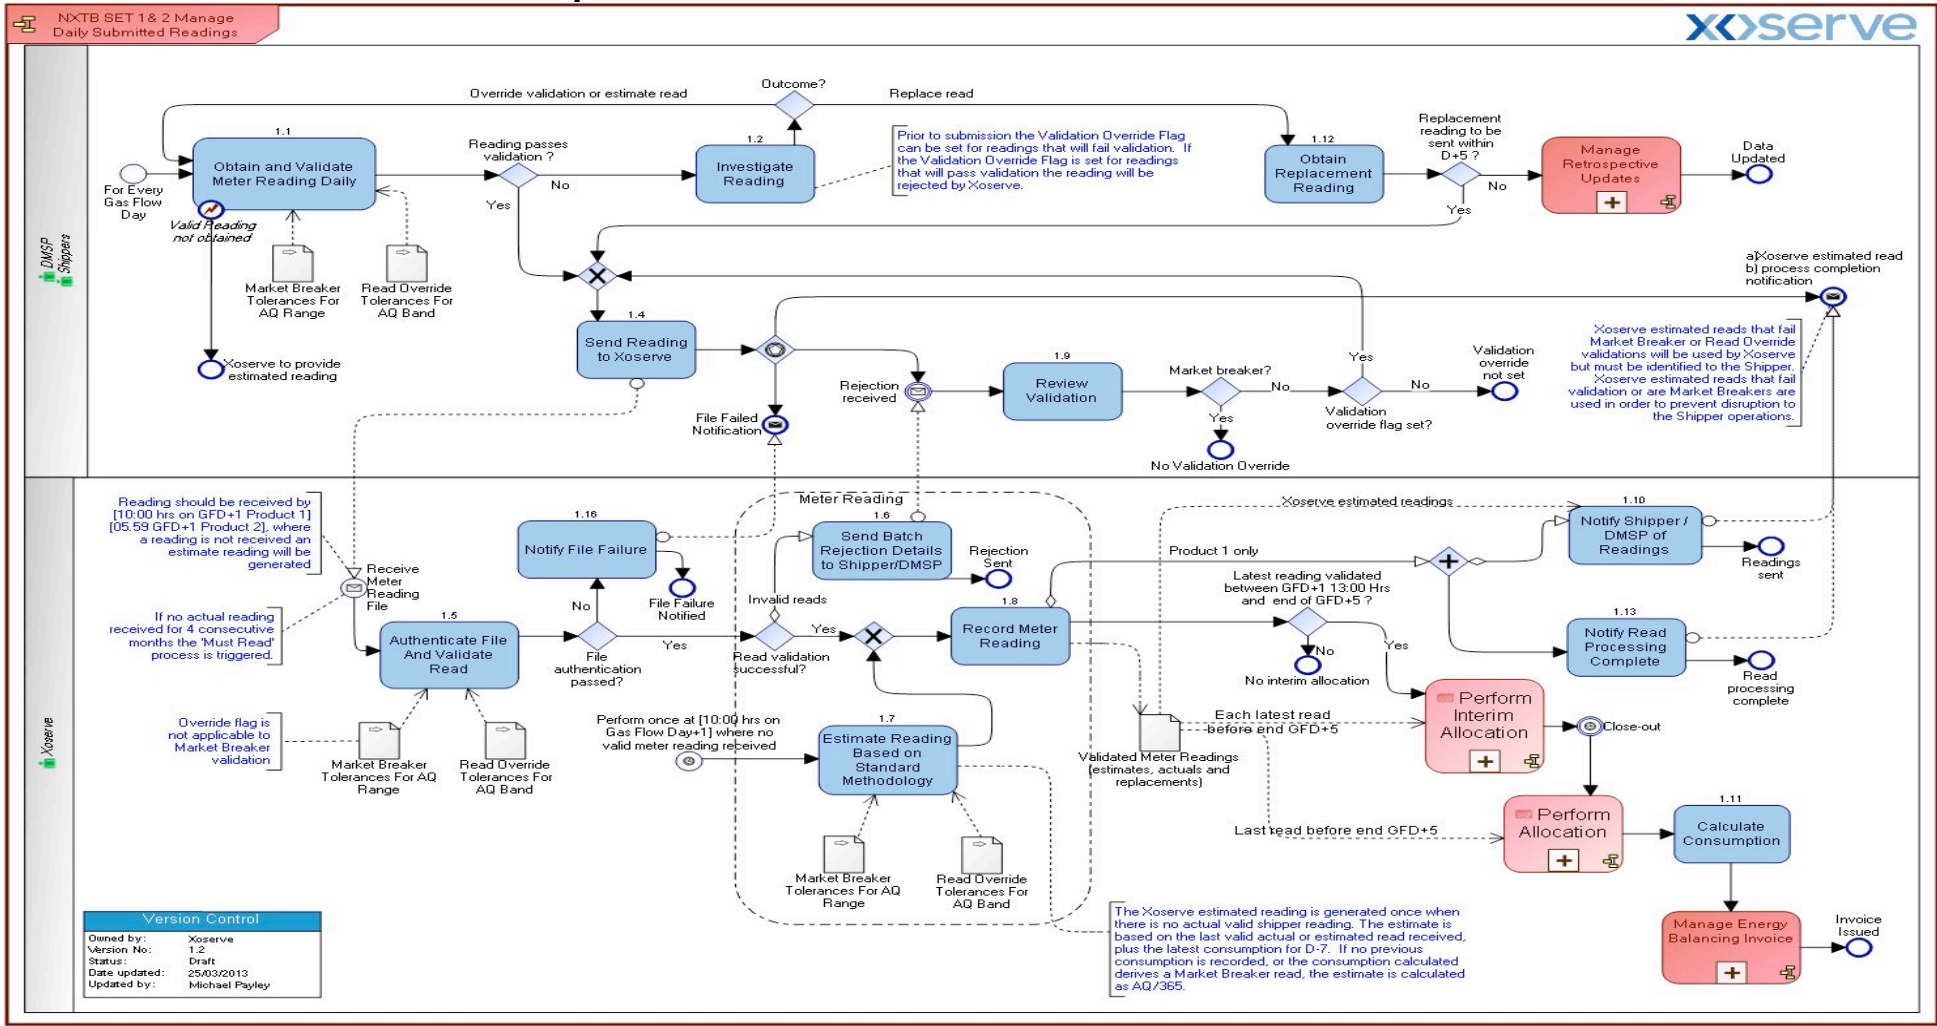 NXTB SET 1& 2 Manage
Daily Submitted Readings
xoserve
DMSP
Shippers
For Every
Gas Flow
Day
1.1
Obtain and Validate
Meter Reading Daily
Valid Reading
not obtained
Market Breaker
Tolerances For
AQ Range
Read Override
Tolerances For
AQ Band
Xoserve to provide
estimated reading
Override validation or estimate read
Reading passes
validation ?
No
Yes
Outcome?
Replace read
1.2
Investigate
Reading
Prior to submission the Validation Override Flag
can be set for readings that will fail validation. If
the Validation Override Flag is set for readings
that will pass validation the reading will be
rejected by Xoserve.
1.12
Obtain
Replacement
Reading
Replacement
reading to be
sent within
D+5 ?
No
Yes
Manage
Retrospective
Updates
Data
Updated
1.4
Send Reading
to Xoserve
File Failed
Notification
Rejection
received
1.9
Review
Validation
Market breaker?
No
Yes
No Validation Override
Yes
No
Validation
override flag set?
Validation
override
not set
a)Xoserve estimated read
b) process completion
notification
Xoserve estimated reads that fail
Market Breaker or Read Override
validations will be used by Xoserve
but must be identified to the Shipper.
Xoserve estimated reads that fail
validation or are Market Breakers are
used in order to prevent disruption to
the Shipper operations.
Xoserve
Reading should be received by
[10:00 hrs on GFD+1 Product 1]
[05.59 GFD+1 Product 2], where
a reading is not received an
estimate reading will be
generated
If no actual reading
received for 4 consecutive
months the 'Must Read'
process is triggered.
Override flag is
not applicable to
Market Breaker
validation
Receive
Meter
Reading
File
1.5
Authenticate File
And Validate
Read
Market Breaker
Tolerances For AQ
Range
Read Override
Tolerances For
AQ Band
1.16
Notify File Failure
No
File
authentication
passed?
Yes
File Failure
Notified
Meter Reading
1.6
Send Batch
Rejection Details
to Shipper/DMSP
Rejection
Sent
Invalid reads
Yes
Read validation
successful?
Perform once at [10:00 hrs on
Gas Flow Day+1] where no
valid meter reading received
1.7
Estimate Reading
Based on
Standard
Methodology
Market Breaker
Tolerances For AQ
Range
Read Override
Tolerances For
AQ Band
1.8
Record Meter
Reading
Product 1 only
Latest reading validated
between GFD+1 13:00 Hrs
and end of GFD+5 ?
No
Yes
No interim allocation
Validated Meter Readings
(estimates, actuals and
replacements)
Xoserve estimated readings
1.10
Notify Shipper /
DMSP of
Readings
Readings
sent
1.13
Notify Read
Processing
Complete
Read
processing
complete
Each latest read
before end GFD+5
Perform
Interim
Allocation
Close-out
Last read before end GFD+5
Perform
Allocation
1.11
Calculate
Consumption
Manage Energy
Balancing Invoice
Invoice
Issued
The Xoserve estimated reading is generated once when
there is no actual valid shipper reading. The estimate is
based on the last valid actual or estimated read received,
plus the latest consumption for D-7. If no previous
consumption is recorded, or the consumption calculated
derives a Market Breaker read, the estimate is calculated
as AQ/365.
Version Control
Owned by: Xoserve
Version No: 1.2
Status: Draft
Date updated: 25/03/2013
Updated by: Michael Payley